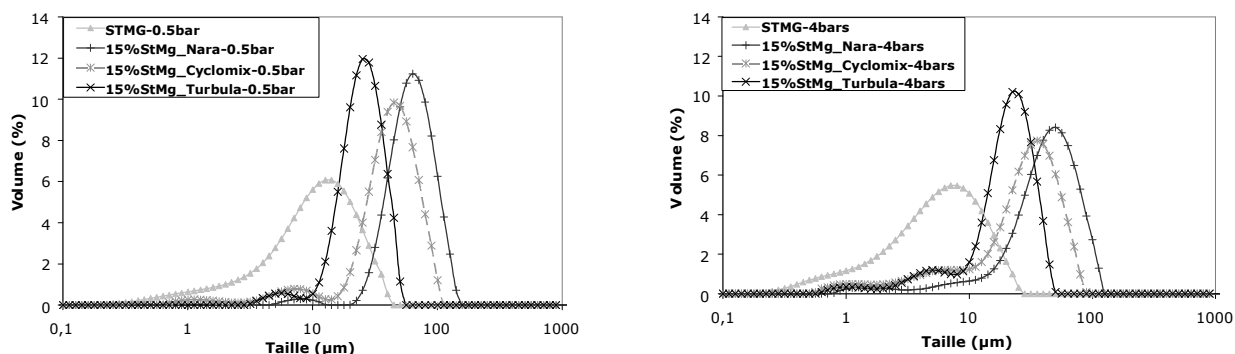 14
12
10
8
6
4
2
0
Volume (%)
STMG-0.5bar
15%StMg_Nara-0.5bar
15%StMg_Cyclomix-0.5bar
15%StMg_Turbula-0.5bar
0,1 1 10 100 1000
Taille (µm)
14
12
10
8
6
4
2
0
Volume (%)
STMG-4bars
15%StMg_Nara-4bars
15%StMg_Cyclomix-4bars
15%StMg_Turbula-4bars
0,1 1 10 100 1000
Taille (µm)